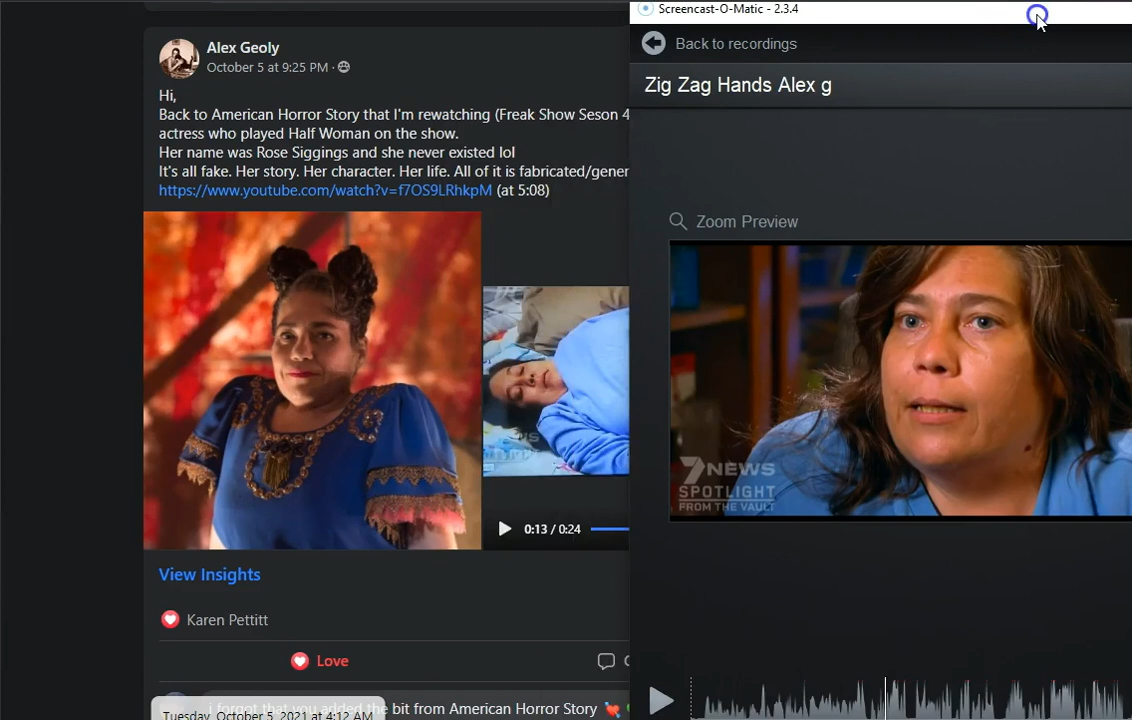 Screencast-O-Matic - 2.3.4
Back to recordings
Zig Zag Hands Alex g
Zoom Preview
7NEWS
SPOTLIGHT
FROM THE VAULT
Alex Geoly
October 5 at 9:25 PM ·
Hi,
Back to American Horror Story that I'm rewatching (Freak Show Seson 4
actress who played Half Woman on the show.
Her name was Rose Siggings and she never existed lol
It's all fake. Her story. Her character. Her life. All of it is fabricated/gener
https://www.youtube.com/watch?v=f7OS9LRhkpM (at 5:08)
0:13 / 0:24
View Insights
Karen Pettitt
Love
i forgot that you added the bit from American Horror Story
Tuesday, October 5, 2021 at 4:12 AM